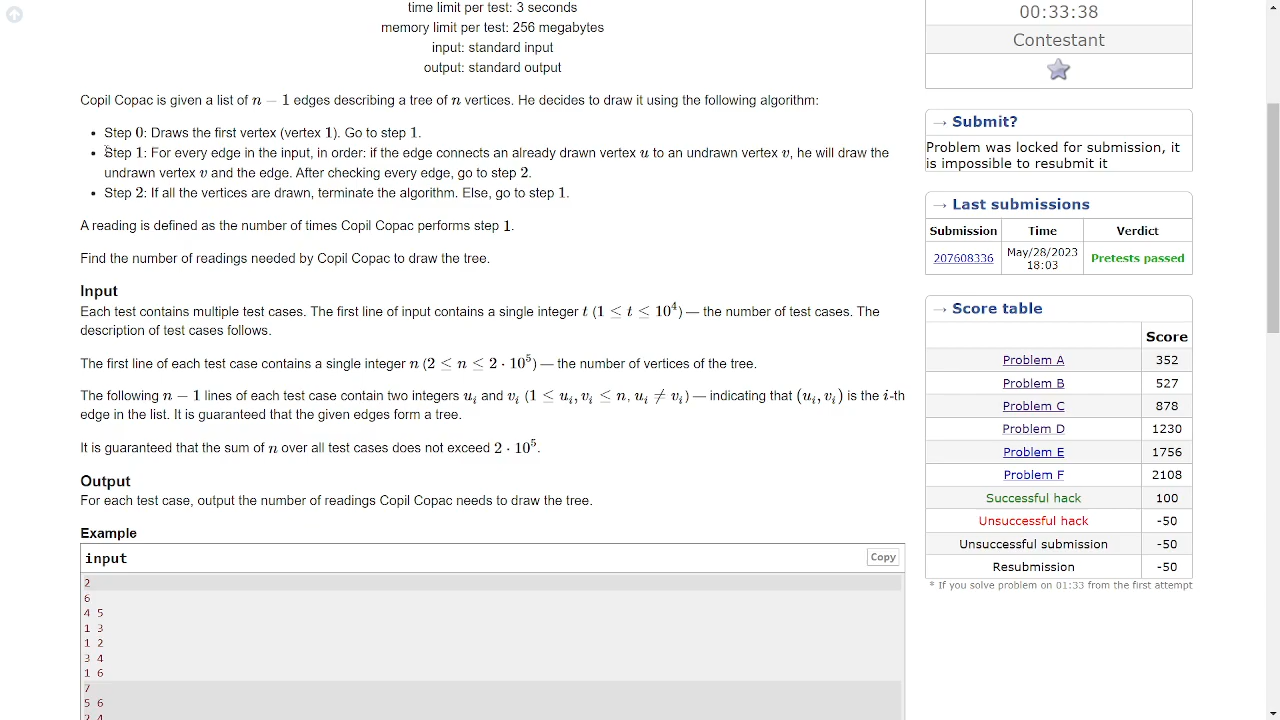 time limit per test: 3 seconds
memory limit per test: 256 megabytes
input: standard input
output: standard output
Copil Copac is given a list of n − 1 edges describing a tree of n vertices. He decides to draw it using the following algorithm:
• Step 0: Draws the first vertex (vertex 1). Go to step 1.
• Step 1: For every edge in the input, in order: if the edge connects an already drawn vertex u to an undrawn vertex v, he will draw the
undrawn vertex v and the edge. After checking every edge, go to step 2.
• Step 2: If all the vertices are drawn, terminate the algorithm. Else, go to step 1.
A reading is defined as the number of times Copil Copac performs step 1.
Find the number of readings needed by Copil Copac to draw the tree.
Input
Each test contains multiple test cases. The first line of input contains a single integer t (1 ≤ t ≤ 10⁴) — the number of test cases. The
description of test cases follows.
The first line of each test case contains a single integer n (2 ≤ n ≤ 2 · 10⁵) — the number of vertices of the tree.
The following n − 1 lines of each test case contain two integers uᵢ and vᵢ (1 ≤ uᵢ, vᵢ ≤ n, uᵢ ≠ vᵢ) — indicating that (uᵢ, vᵢ) is the i-th
edge in the list. It is guaranteed that the given edges form a tree.
It is guaranteed that the sum of n over all test cases does not exceed 2 · 10⁵.
Output
For each test case, output the number of readings Copil Copac needs to draw the tree.
Example
input
Copy
2
6
4 5
1 3
1 2
3 4
1 6
7
5 6
2 4
00:33:38
Contestant
→ Submit?
Problem was locked for submission, it
is impossible to resubmit it
→ Last submissions
Submission Time Verdict
207608336 May/28/2023 18:03 Pretests passed
→ Score table
Score
Problem A 352
Problem B 527
Problem C 878
Problem D 1230
Problem E 1756
Problem F 2108
Successful hack 100
Unsuccessful hack -50
Unsuccessful submission -50
Resubmission -50
* If you solve problem on 01:33 from the first attempt